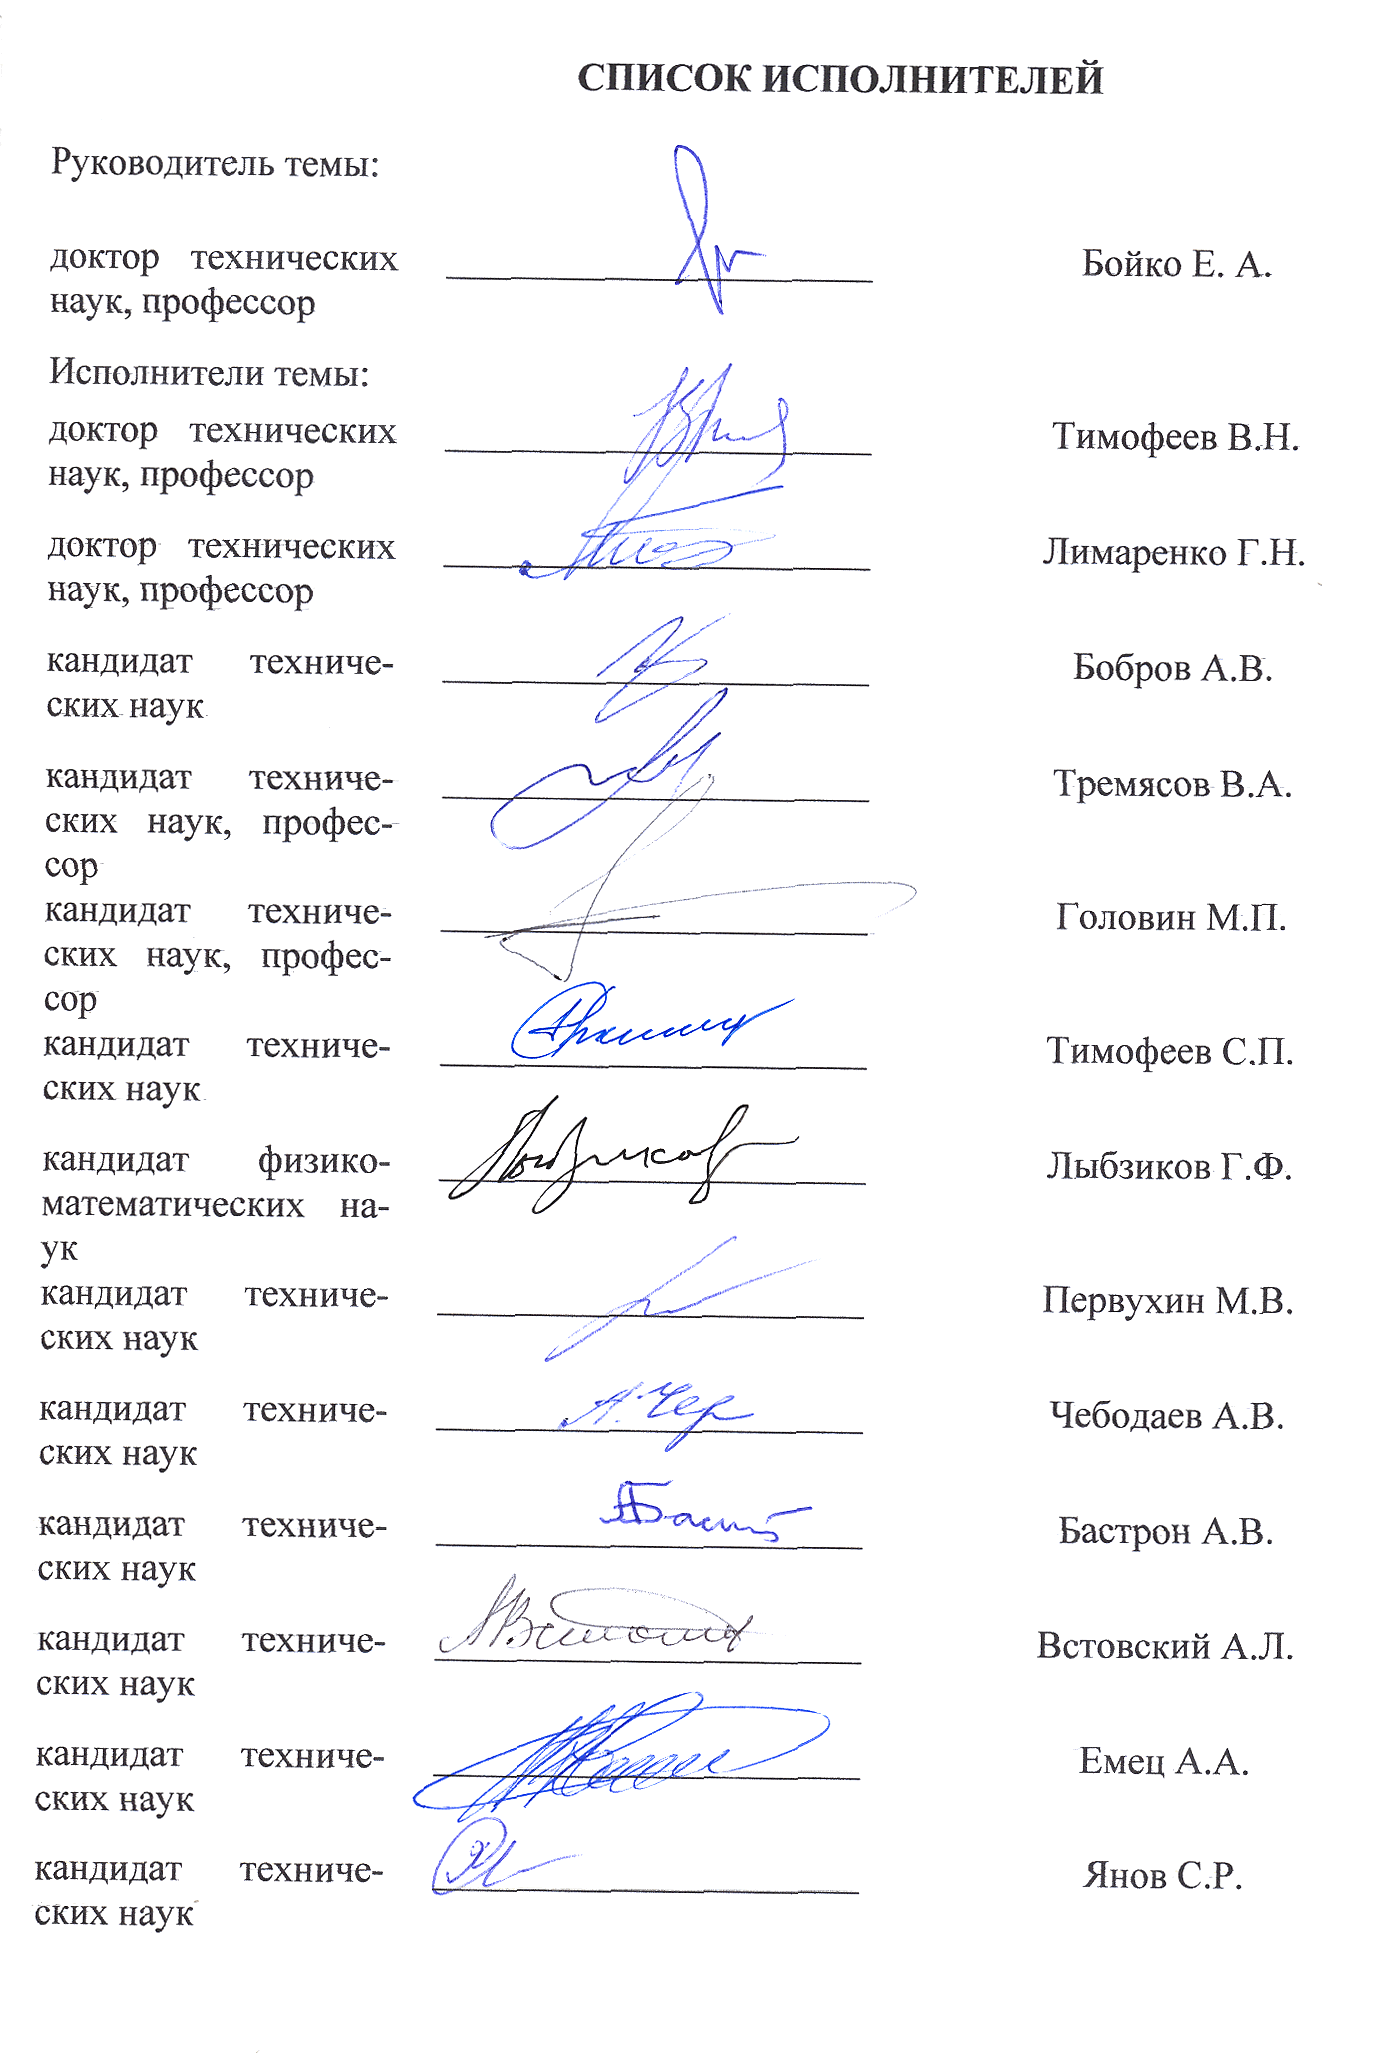 СПИСОК ИСПОЛНИТЕЛЕЙ
Руководитель темы:
доктор технических
наук, профессор
Бойко Е. А.
Исполнители темы:
доктор технических
наук, профессор
Тимофеев В.Н.
доктор технических
наук, профессор
Лимаренко Г.Н.
кандидат техниче-
ских наук
Бобров А.В.
кандидат техниче-
ских наук, профес-
сор
Тремясов В.А.
кандидат техниче-
ских наук, профес-
сор
Головин М.П.
кандидат техниче-
ских наук
Тимофеев С.П.
кандидат физико-
математических на-
ук
Лыбзиков Г.Ф.
кандидат техниче-
ских наук
Первухин М.В.
кандидат техниче-
ских наук
Чебодаев А.В.
кандидат техниче-
ских наук
Бастрон А.В.
кандидат техниче-
ских наук
Встовский А.Л.
кандидат техниче-
ских наук
Емец А.А.
кандидат техниче-
ских наук
Янов С.Р.